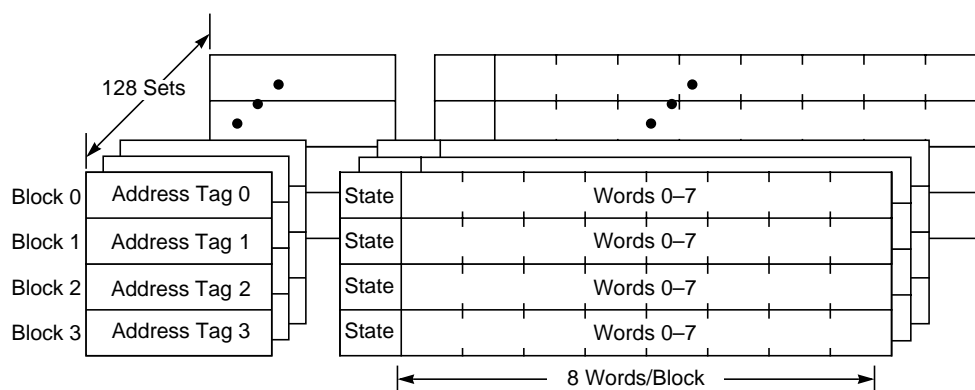 128 Sets
Block 0 Address Tag 0 State Words 0–7
Block 1 Address Tag 1 State Words 0–7
Block 2 Address Tag 2 State Words 0–7
Block 3 Address Tag 3 State Words 0–7
8 Words/Block